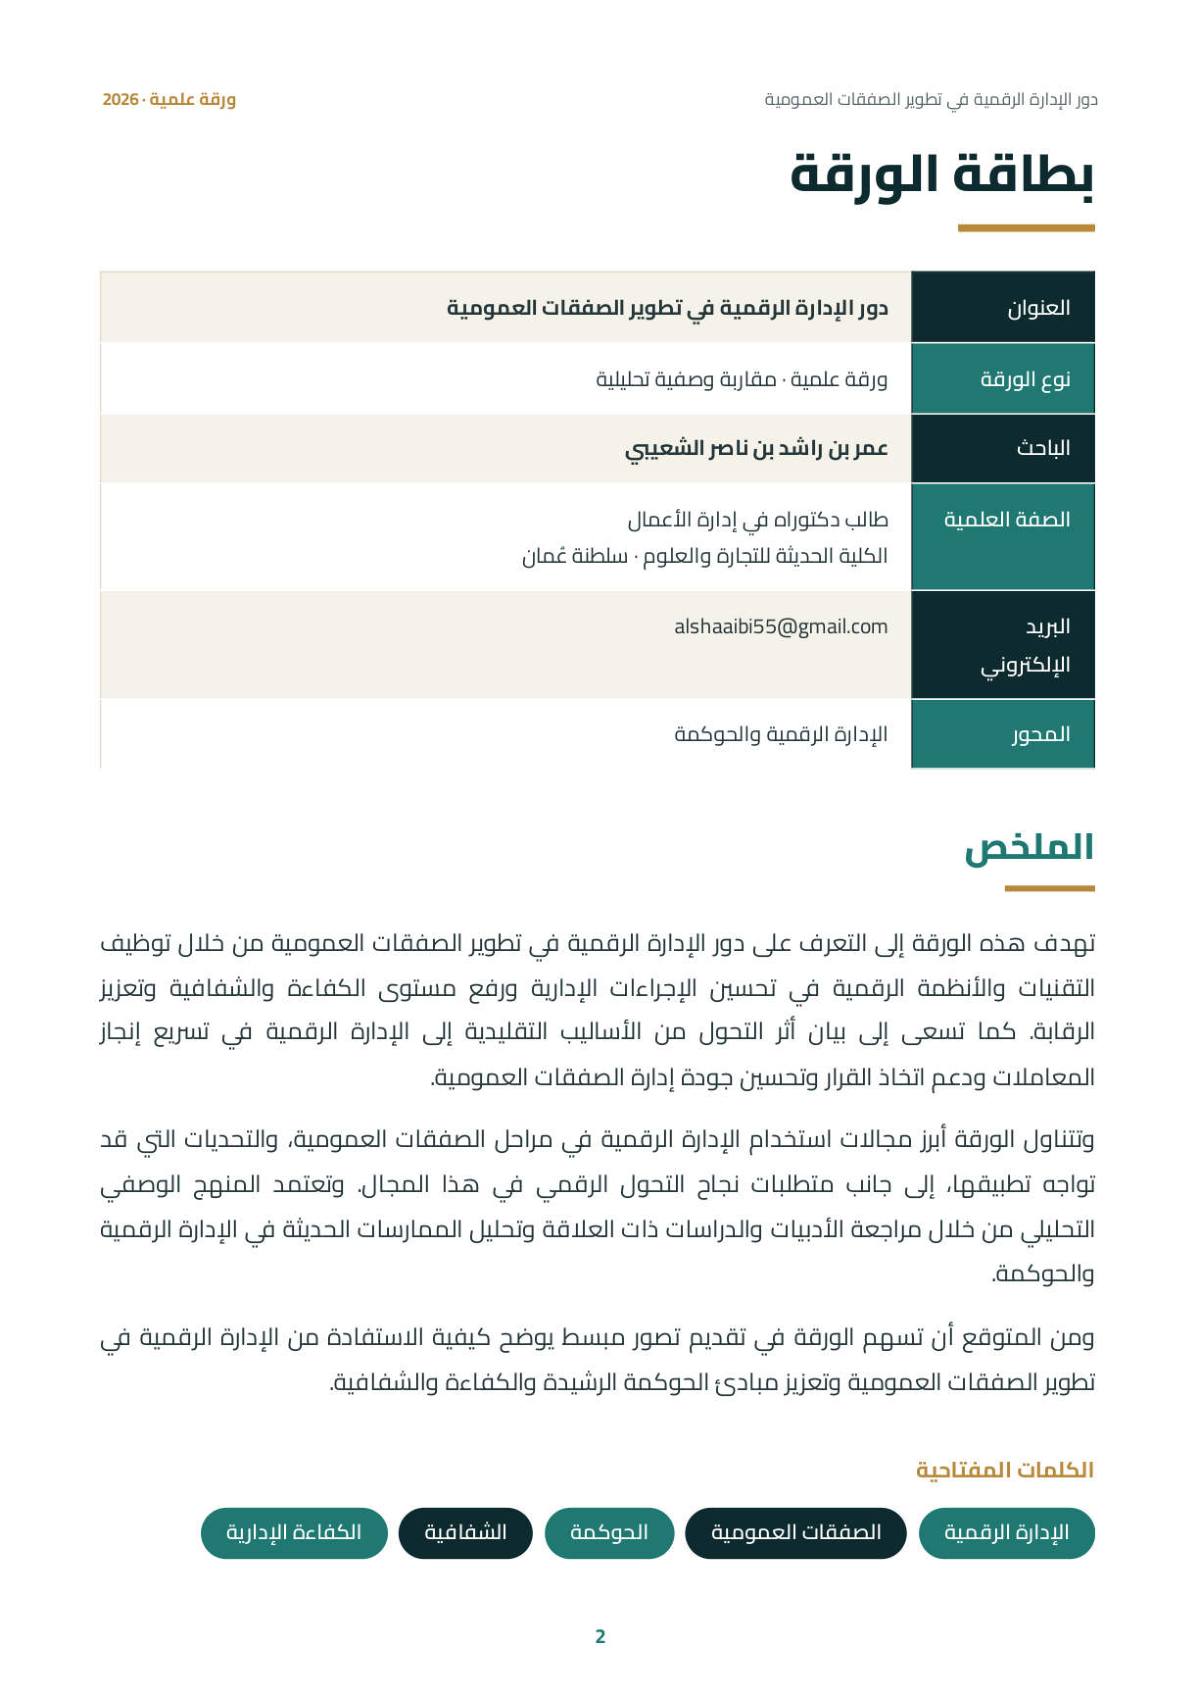 دور الإدارة الرقمية في تطوير الصفقات العمومية
ورقة علمية · 2026
بطاقة الورقة
العنوان
دور الإدارة الرقمية في تطوير الصفقات العمومية
نوع الورقة
ورقة علمية · مقاربة وصفية تحليلية
الباحث
عمر بن راشد بن ناصر الشعيبي
الصفة العلمية
طالب دكتوراه في إدارة الأعمال
الكلية الحديثة للتجارة والعلوم · سلطنة عُمان
البريد
الإلكتروني
alshaaibi55@gmail.com
المحور
الإدارة الرقمية والحوكمة
الملخص
تهدف هذه الورقة إلى التعرف على دور الإدارة الرقمية في تطوير الصفقات العمومية من خلال توظيف
التقنيات والأنظمة الرقمية في تحسين الإجراءات الإدارية ورفع مستوى الكفاءة والشفافية وتعزيز
الرقابة. كما تسعى إلى بيان أثر التحول من الأساليب التقليدية إلى الإدارة الرقمية في تسريع إنجاز
المعاملات ودعم اتخاذ القرار وتحسين جودة إدارة الصفقات العمومية.
وتتناول الورقة أبرز مجالات استخدام الإدارة الرقمية في مراحل الصفقات العمومية، والتحديات التي قد
تواجه تطبيقها، إلى جانب متطلبات نجاح التحول الرقمي في هذا المجال. وتعتمد المنهج الوصفي
التحليلي من خلال مراجعة الأدبيات والدراسات ذات العلاقة وتحليل الممارسات الحديثة في الإدارة الرقمية
والحوكمة.
ومن المتوقع أن تسهم الورقة في تقديم تصور مبسط يوضح كيفية الاستفادة من الإدارة الرقمية في
تطوير الصفقات العمومية وتعزيز مبادئ الحوكمة الرشيدة والكفاءة والشفافية.
الكلمات المفتاحية
الإدارة الرقمية
الصفقات العمومية
الحوكمة
الشفافية
الكفاءة الإدارية
2